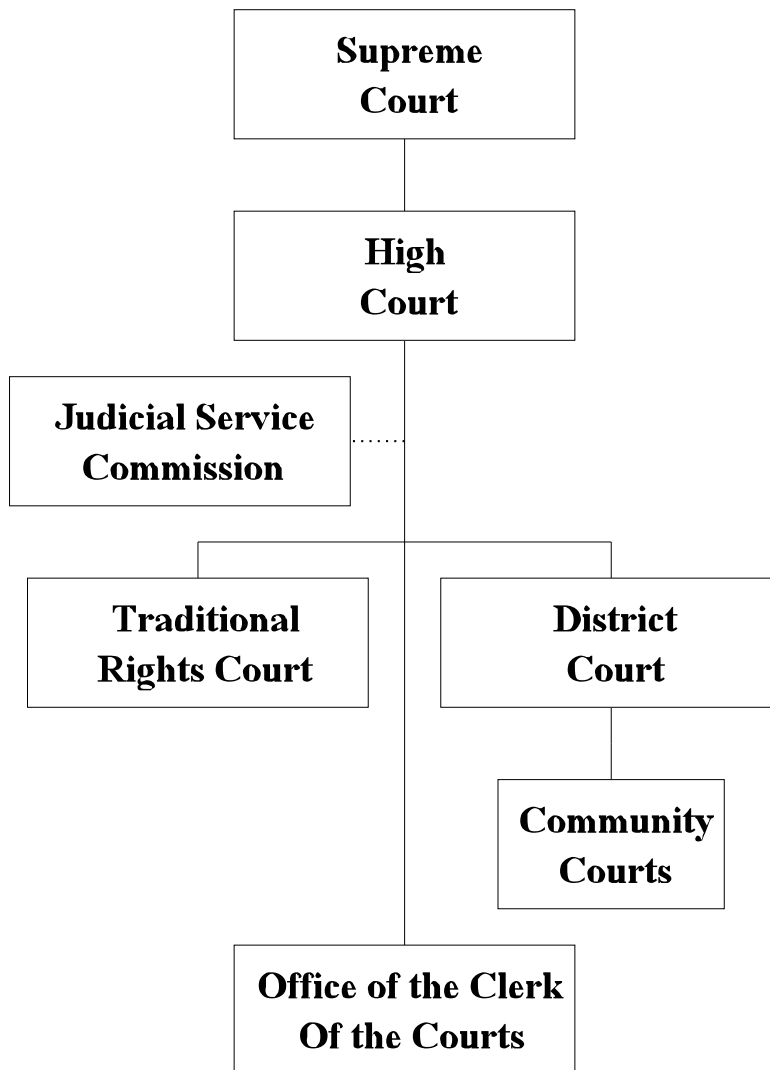 Supreme
Court
High
Court
Judicial Service
Commission
Traditional
Rights Court
District
Court
Community
Courts
Office of the Clerk
Of the Courts